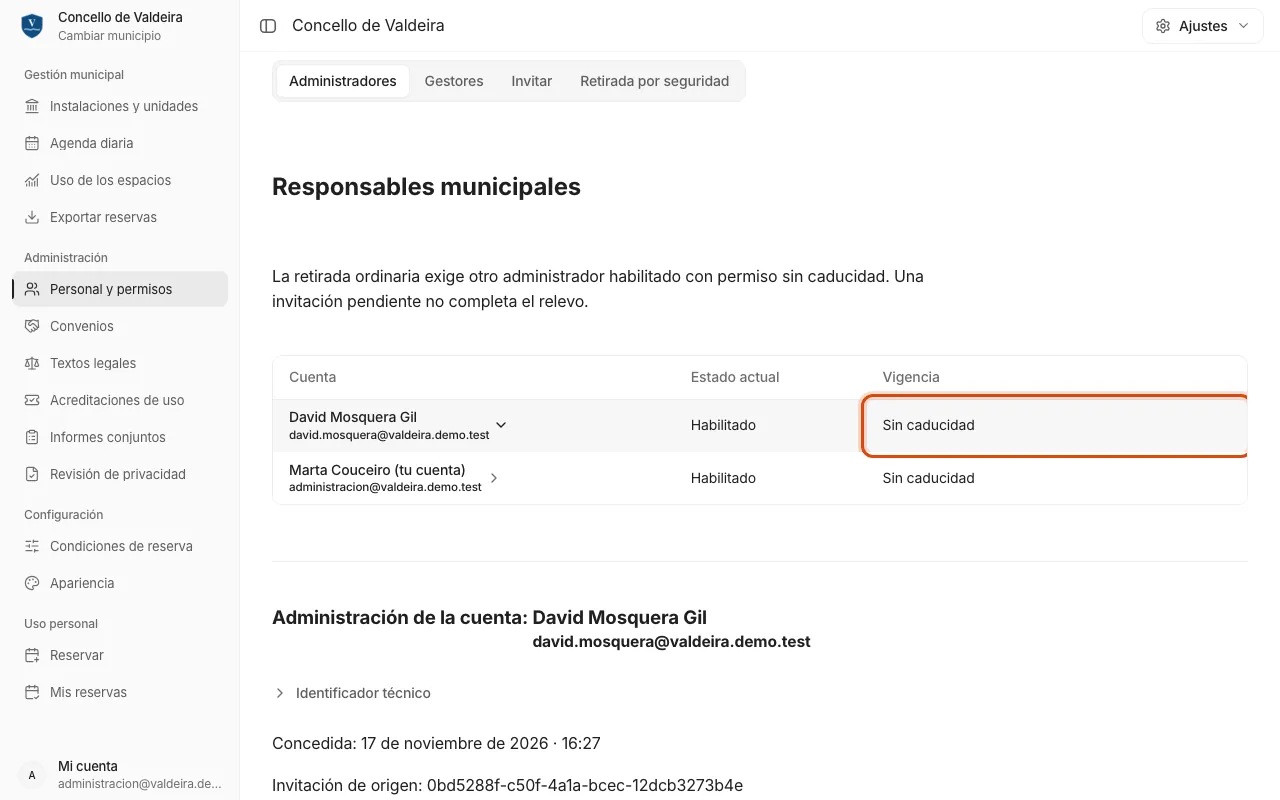 Concello de Valdeira
Cambiar municipio
Gestión municipal
Instalaciones y unidades
Agenda diaria
Uso de los espacios
Exportar reservas
Administración
Personal y permisos
Convenios
Textos legales
Acreditaciones de uso
Informes conjuntos
Revisión de privacidad
Configuración
Condiciones de reserva
Apariencia
Uso personal
Reservar
Mis reservas
A
Mi cuenta
administracion@valdeira.de...
Concello de Valdeira
Ajustes
Administradores Gestores Invitar Retirada por seguridad
Responsables municipales
La retirada ordinaria exige otro administrador habilitado con permiso sin caducidad. Una
invitación pendiente no completa el relevo.
Cuenta Estado actual Vigencia
David Mosquera Gil
david.mosquera@valdeira.demo.test
Habilitado Sin caducidad
Marta Couceiro (tu cuenta)
administracion@valdeira.demo.test
Habilitado Sin caducidad
Administración de la cuenta: David Mosquera Gil
david.mosquera@valdeira.demo.test
Identificador técnico
Concedida: 17 de noviembre de 2026 · 16:27
Invitación de origen: 0bd5288f-c50f-4a1a-bcec-12dcb3273b4e